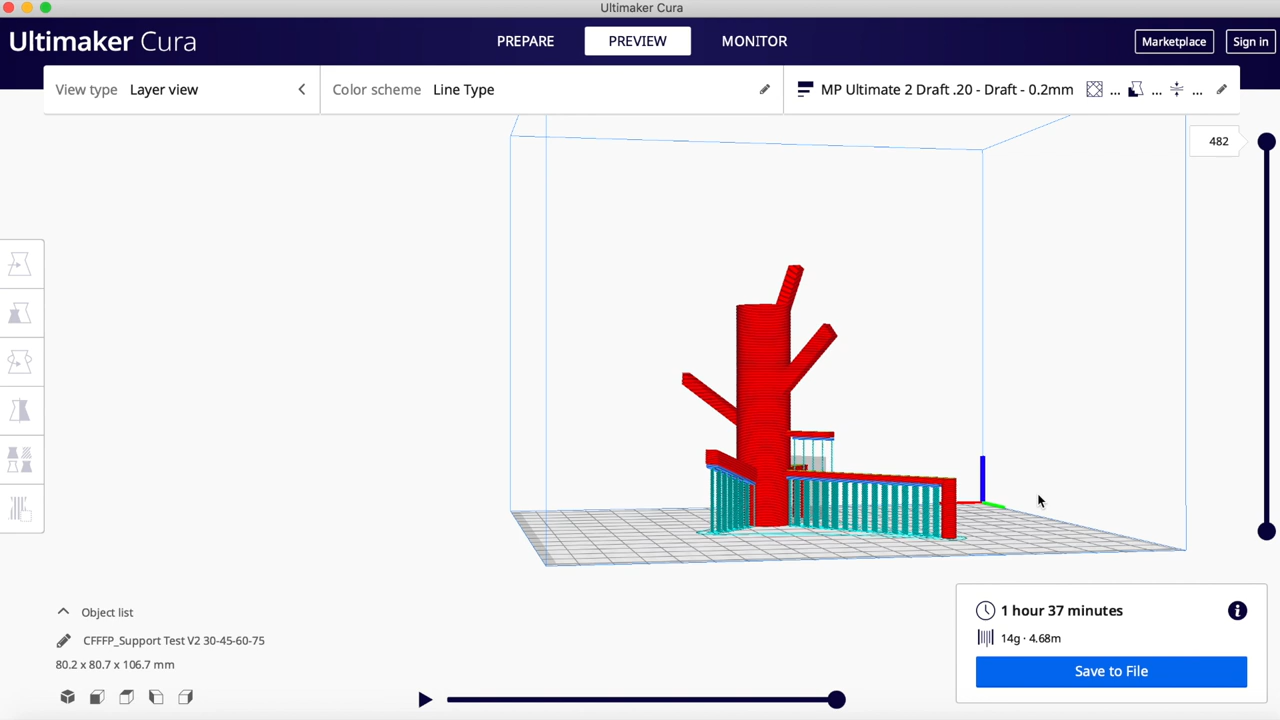 Ultimaker Cura
Ultimaker Cura
PREPARE
PREVIEW
MONITOR
Marketplace
Sign in
View type Layer view
Color scheme Line Type
MP Ultimate 2 Draft .20 - Draft - 0.2mm ... ... ...
482
Object list
CFFFP_Support Test V2 30-45-60-75
80.2 x 80.7 x 106.7 mm
1 hour 37 minutes
14g · 4.68m
Save to File